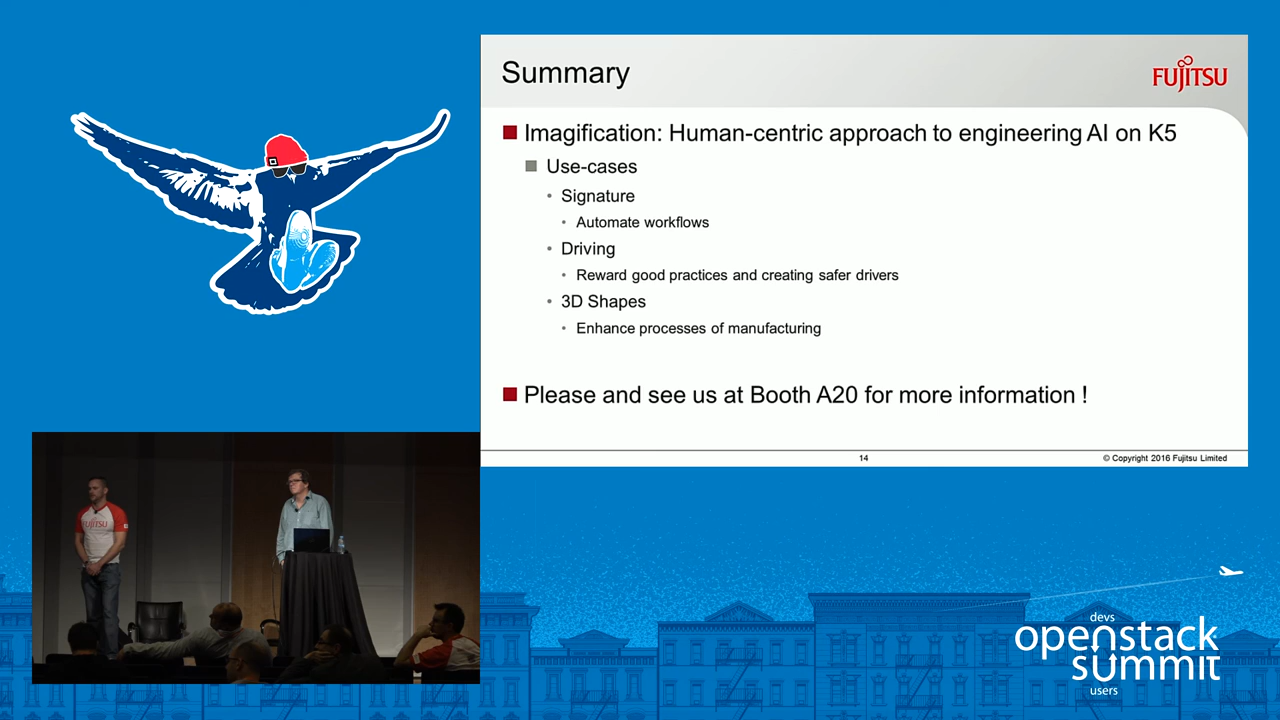 Summary
FUJITSU
Imagification: Human-centric approach to engineering AI on K5
Use-cases
Signature
Automate workflows
Driving
Reward good practices and creating safer drivers
3D Shapes
Enhance processes of manufacturing
Please and see us at Booth A20 for more information !
14
© Copyright 2016 Fujitsu Limited
FUJITSU
devs
openstack
summit
users